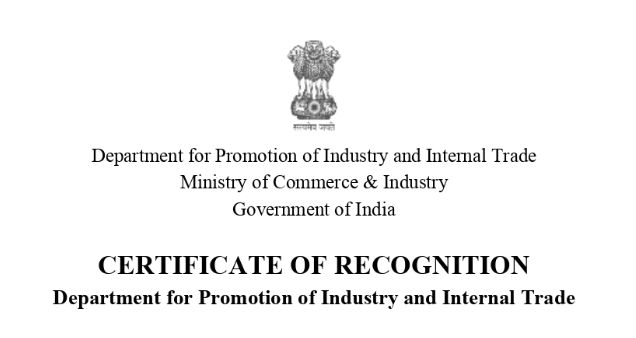 सत्यमेव जयते
Department for Promotion of Industry and Internal Trade
Ministry of Commerce & Industry
Government of India
CERTIFICATE OF RECOGNITION
Department for Promotion of Industry and Internal Trade